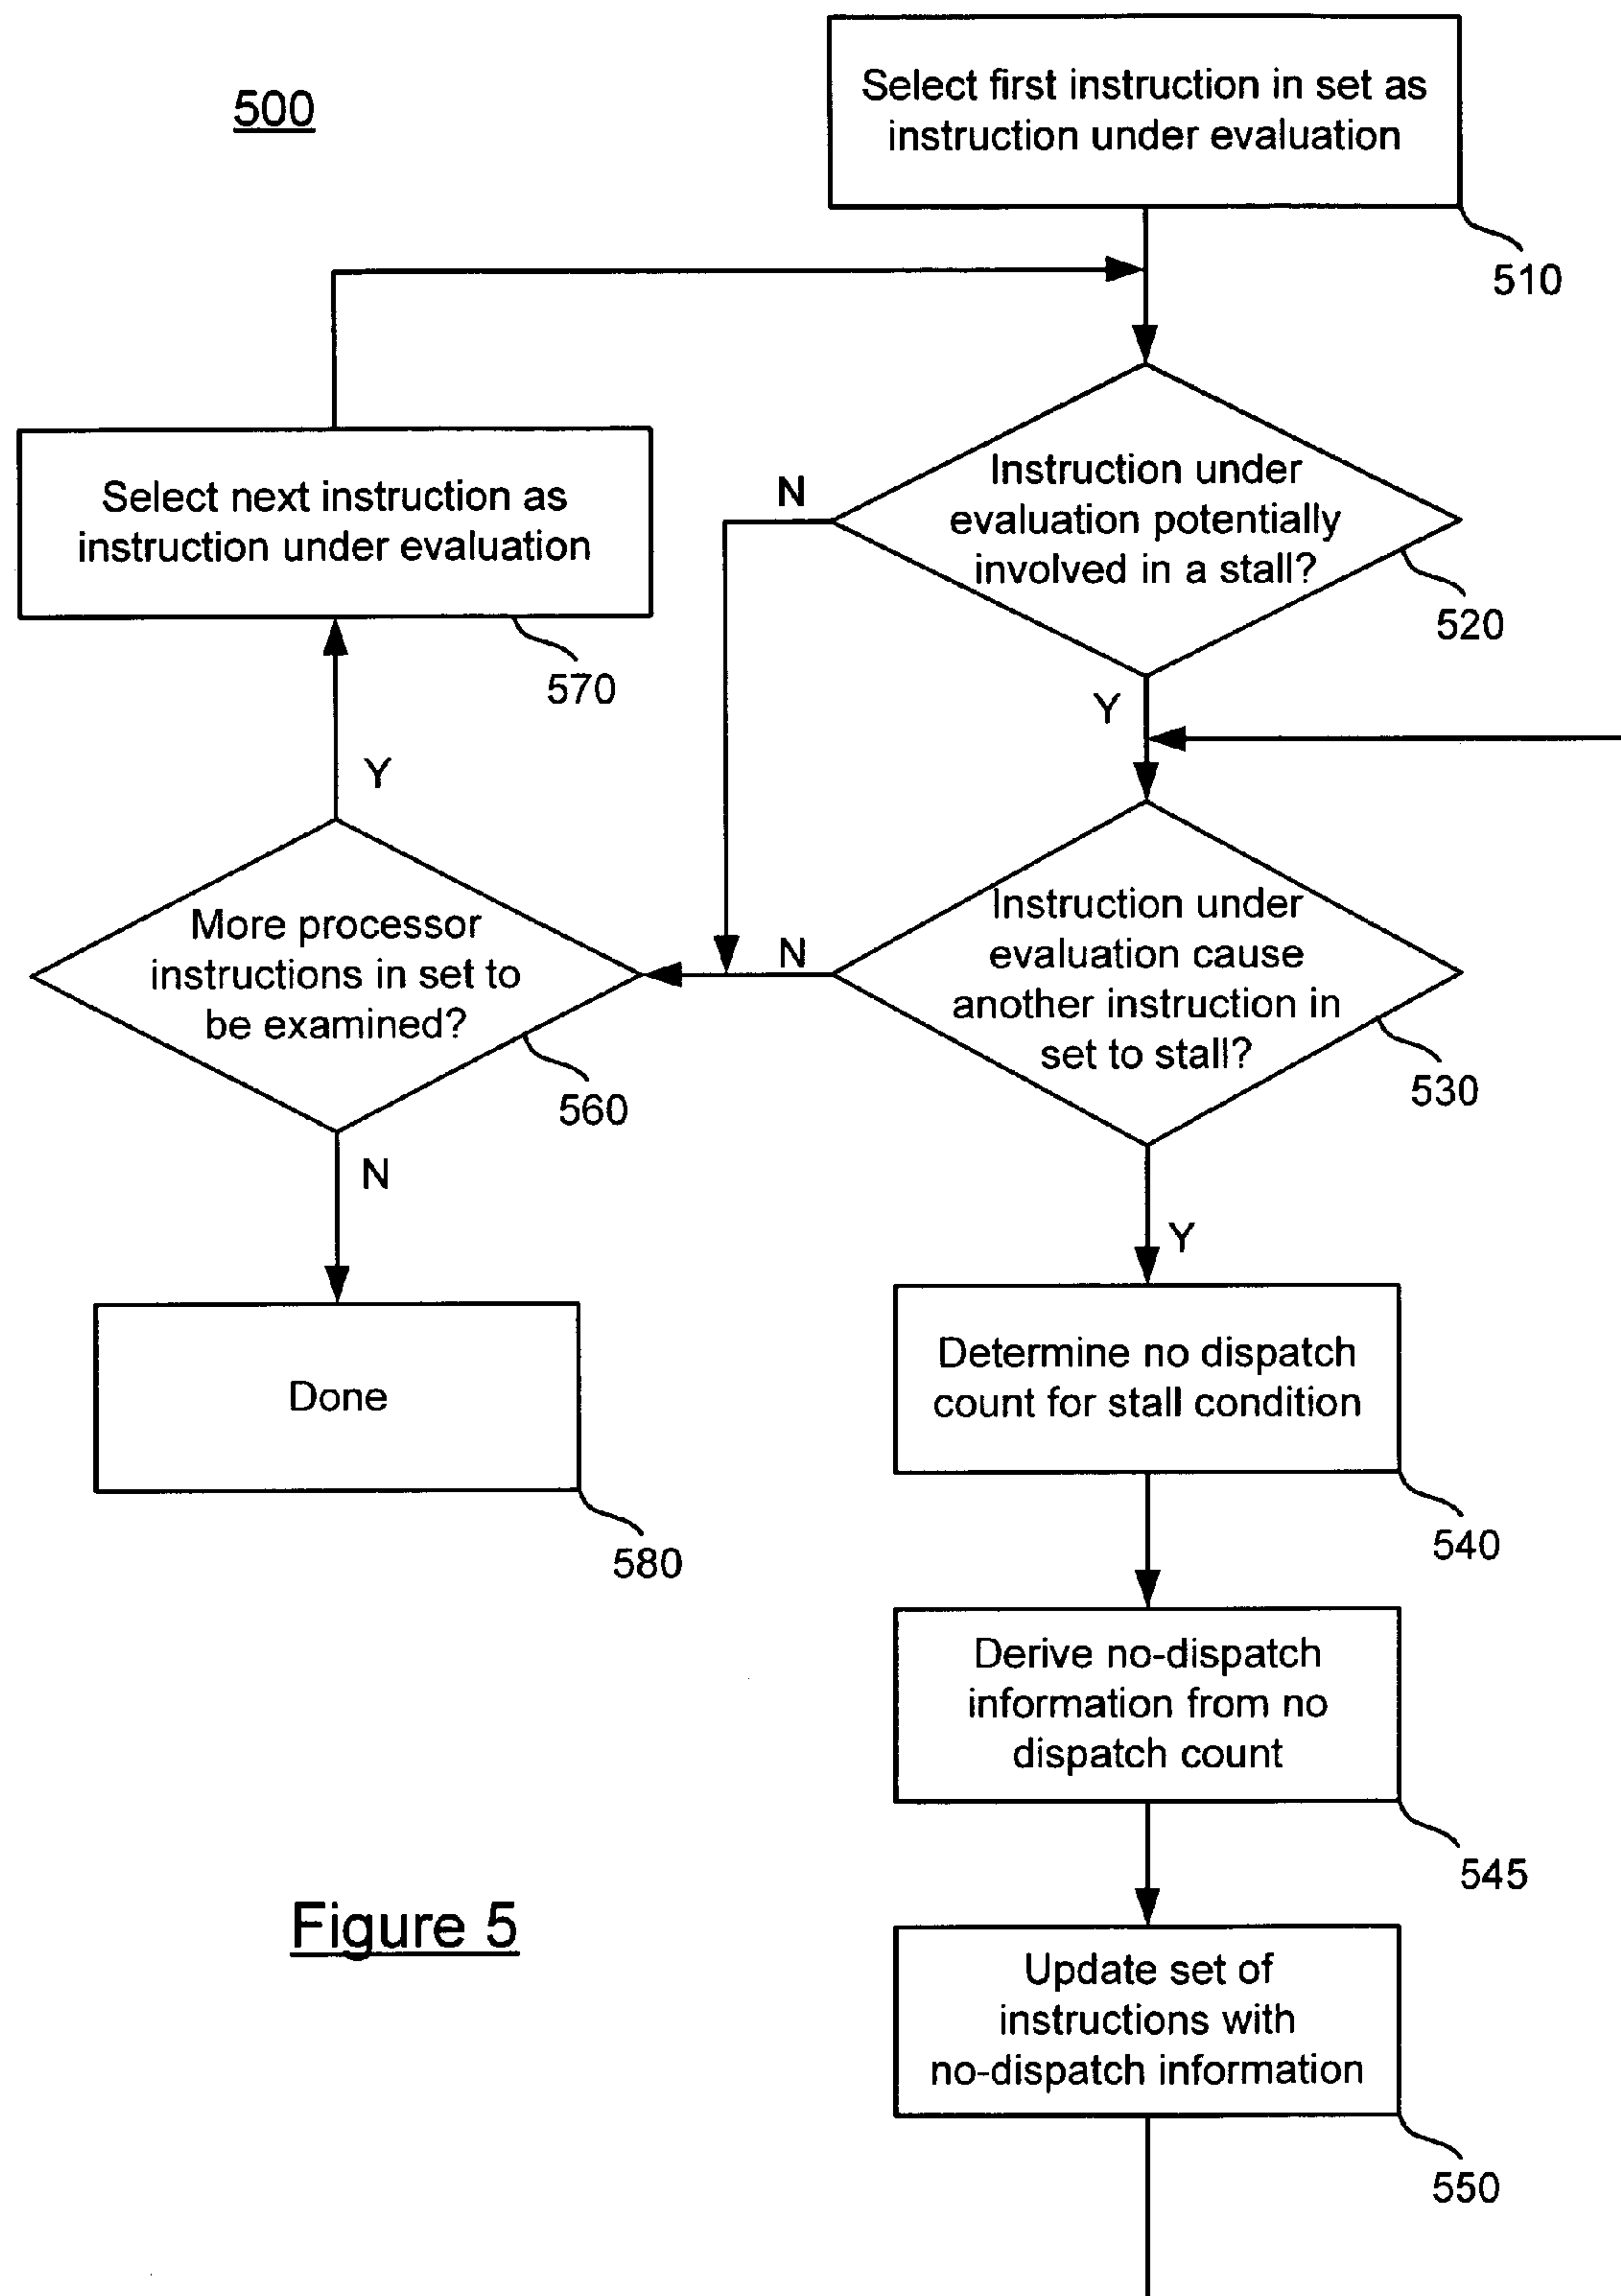 500
Select first instruction in set as
instruction under evaluation
510
Instruction under
evaluation potentially
involved in a stall?
N
520
Y
Select next instruction as
instruction under evaluation
570
Y
More processor
instructions in set to
be examined?
560
N
Instruction under
evaluation cause
another instruction in
set to stall?
N
530
Y
Done
580
Determine no dispatch
count for stall condition
540
Derive no-dispatch
information from no
dispatch count
545
Update set of
instructions with
no-dispatch information
550
Figure 5